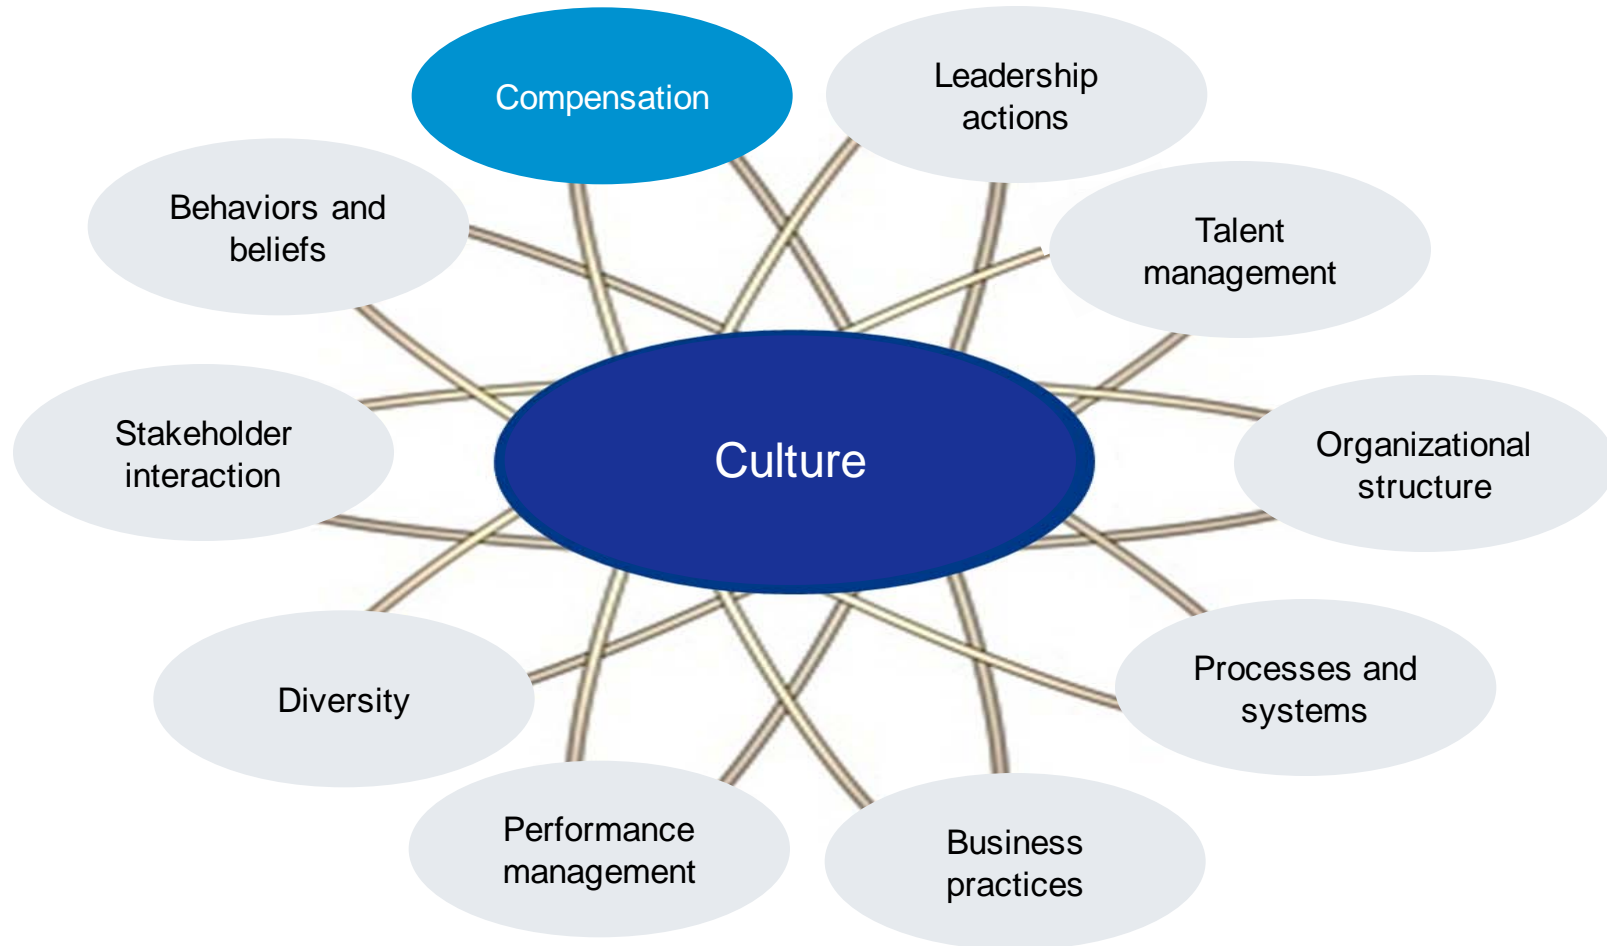 Compensation
Leadership
actions
Behaviors and
beliefs
Talent
management
Stakeholder
interaction
Culture
Organizational
structure
Diversity
Processes and
systems
Performance
management
Business
practices